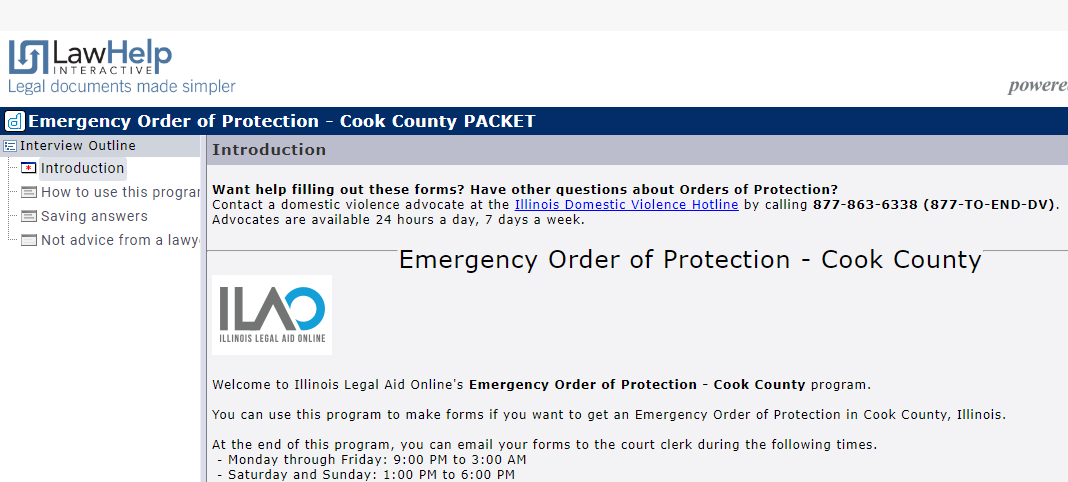 LawHelp
INTERACTIVE
Legal documents made simpler
Emergency Order of Protection - Cook County PACKET
Interview Outline
Introduction
How to use this
Saving answers
Not advice from a
Introduction
Want help filling out these forms? Have other questions about Orders of Protection?
Contact a domestic violence advocate at the Illinois Domestic Violence Hotline by calling 877-863-6338 (877-TO-END-DV).
Advocates are available 24 hours a day, 7 days a week.
Emergency Order of Protection - Cook County
ILAO
ILLINOIS LEGAL AID ONLINE
Welcome to Illinois Legal Aid Online's Emergency Order of Protection - Cook County program.
You can use this program to make forms if you want to get an Emergency Order of Protection in Cook County, Illinois.
At the end of this program, you can email your forms to the court clerk during the following times.
- Monday through Friday: 9:00 PM to 3:00 AM
- Saturday and Sunday: 1:00 PM to 6:00 PM